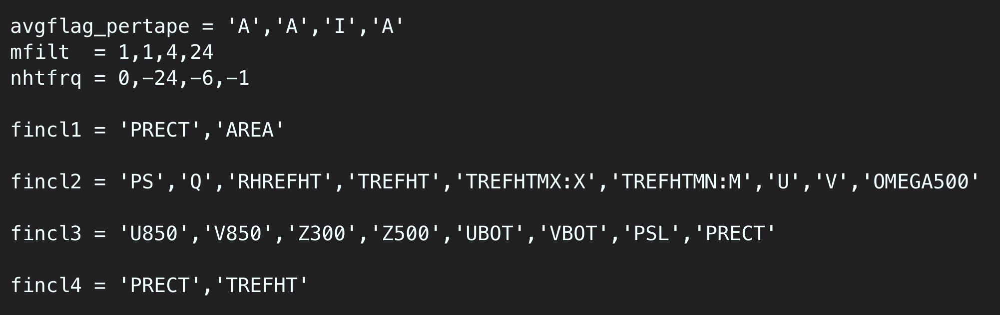 avgflag_pertape = 'A','A','I','A'
mfilt  = 1,1,4,24
nhtfrq = 0,-24,-6,-1
fincl1 = 'PRECT','AREA'
fincl2 = 'PS','Q','RHREFHT','TREFHT','TREFHTMX:X','TREFHTMN:M','U','V','OMEGA500'
fincl3 = 'U850','V850','Z300','Z500','UBOT','VBOT','PSL','PRECT'
fincl4 = 'PRECT','TREFHT'